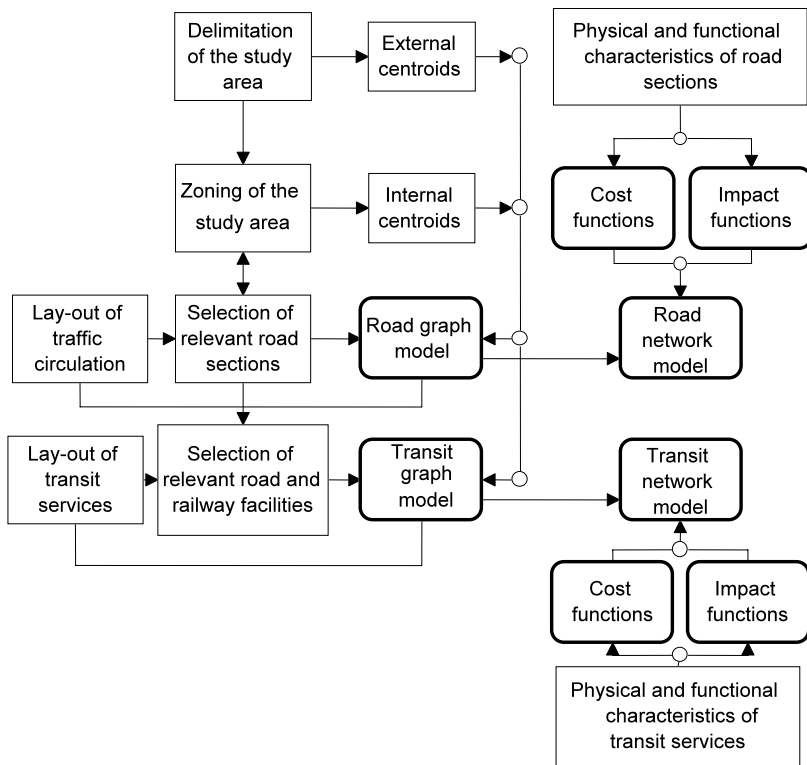 Delimitation
of the study
area
External
centroids
Physical and functional
characteristics of road
sections
Zoning of the
study area
Internal
centroids
Cost
functions
Impact
functions
Lay-out of
traffic
circulation
Selection of
relevant road
sections
Road graph
model
Road
network
model
Lay-out of
transit
services
Selection of
relevant road and
railway facilities
Transit
graph
model
Transit
network
model
Cost
functions
Impact
functions
Physical and functional
characteristics of
transit services